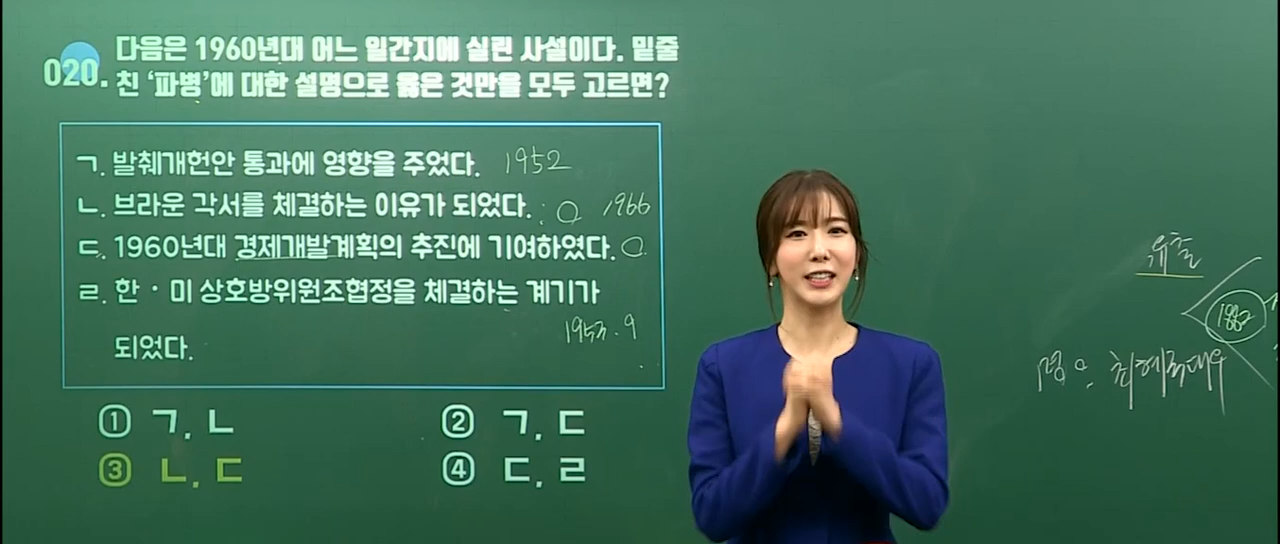 020. 다음은 1960년대 어느 일간지에 실린 사설이다. 밑줄
친 ‘파병’에 대한 설명으로 옳은 것만을 모두 고르면?
ㄱ. 발췌개헌안 통과에 영향을 주었다. 1952
ㄴ. 브라운 각서를 체결하는 이유가 되었다. : O 1966
ㄷ. 1960년대 경제개발계획의 추진에 기여하였다. O
ㄹ. 한·미 상호방위원조협정을 체결하는 계기가
되었다. 1953. 9
① ㄱ, ㄴ ② ㄱ, ㄷ
③ ㄴ, ㄷ ④ ㄷ, ㄹ
유출
1882